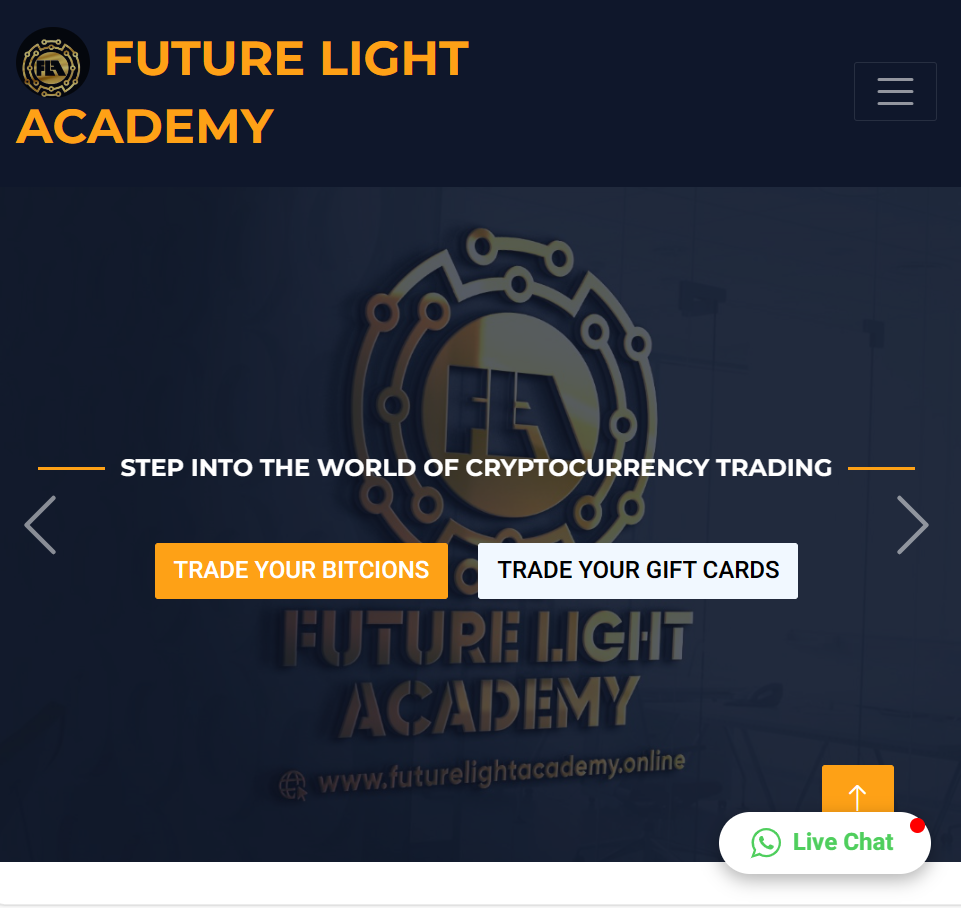 FUTURE LIGHT
ACADEMY
FLA
STEP INTO THE WORLD OF CRYPTOCURRENCY TRADING
TRADE YOUR BITCIONS
TRADE YOUR GIFT CARDS
FUTURE LIGHT
ACADEMY
www.futurelightacademy.online
Live Chat